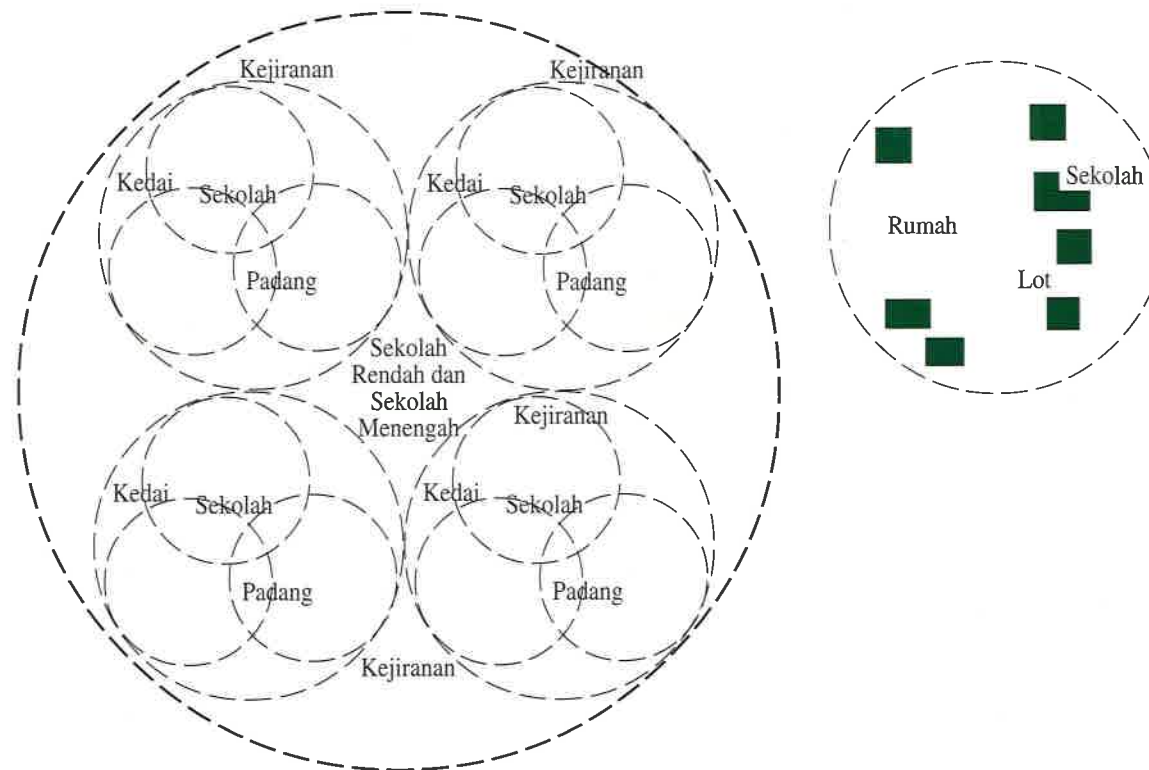 Kejiranan
Kejiranan
Kedai
Sekolah
Padang
Kedai
Sekolah
Padang
Sekolah
Rendah dan
Sekolah
Menengah
Kejiranan
Kedai
Sekolah
Padang
Kedai
Sekolah
Padang
Kejiranan
Sekolah
Rumah
Lot